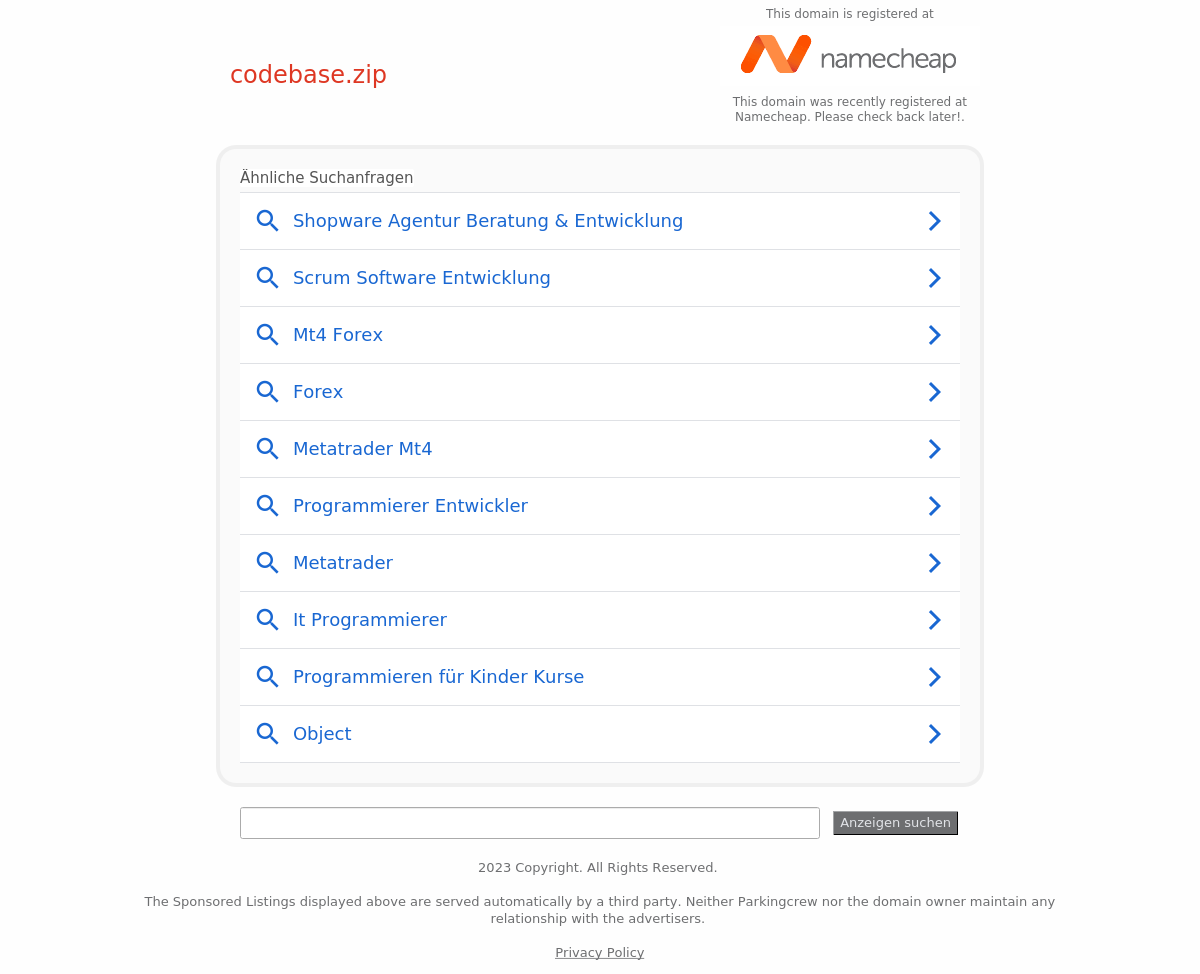 This domain is registered at
namecheap
codebase.zip
This domain was recently registered at
Namecheap. Please check back later!.
Ähnliche Suchanfragen
Shopware Agentur Beratung & Entwicklung
Scrum Software Entwicklung
Mt4 Forex
Forex
Metatrader Mt4
Programmierer Entwickler
Metatrader
It Programmierer
Programmieren für Kinder Kurse
Object
Anzeigen suchen
2023 Copyright. All Rights Reserved.
The Sponsored Listings displayed above are served automatically by a third party. Neither Parkingcrew nor the domain owner maintain any
relationship with the advertisers.
Privacy Policy